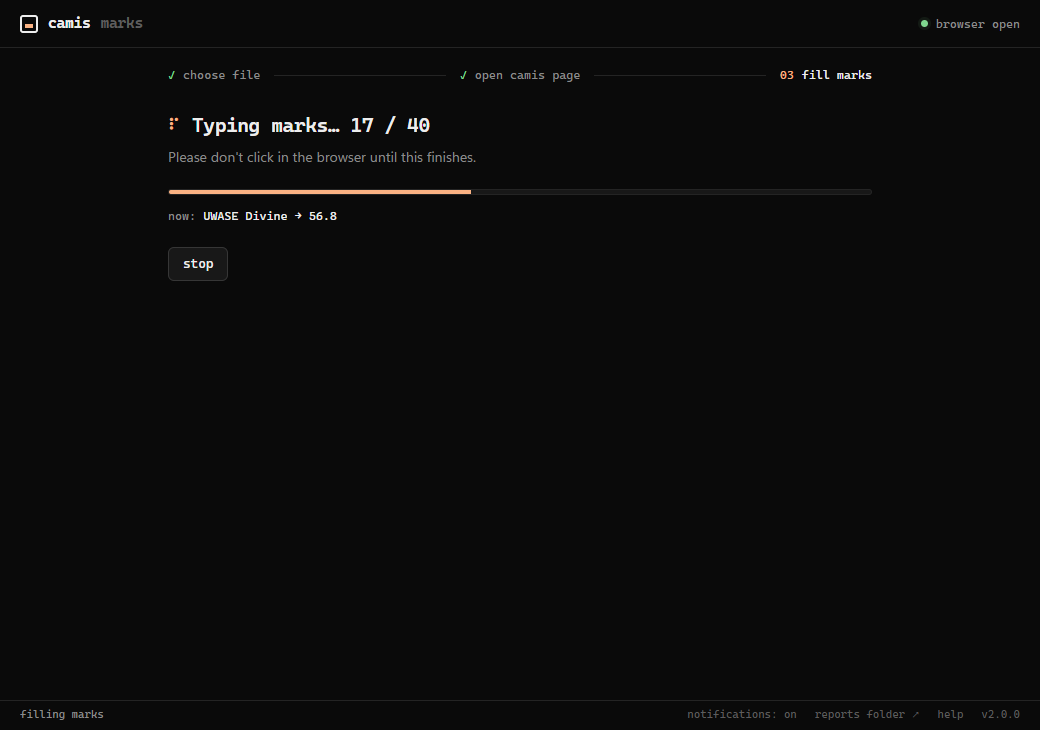 camis marks
browser open
✓ choose file
✓ open camis page
03 fill marks
Typing marks… 17 / 40
Please don't click in the browser until this finishes.
now: UWASE Divine → 56.8
stop
filling marks
notifications: on
reports folder ↗
help
v2.0.0